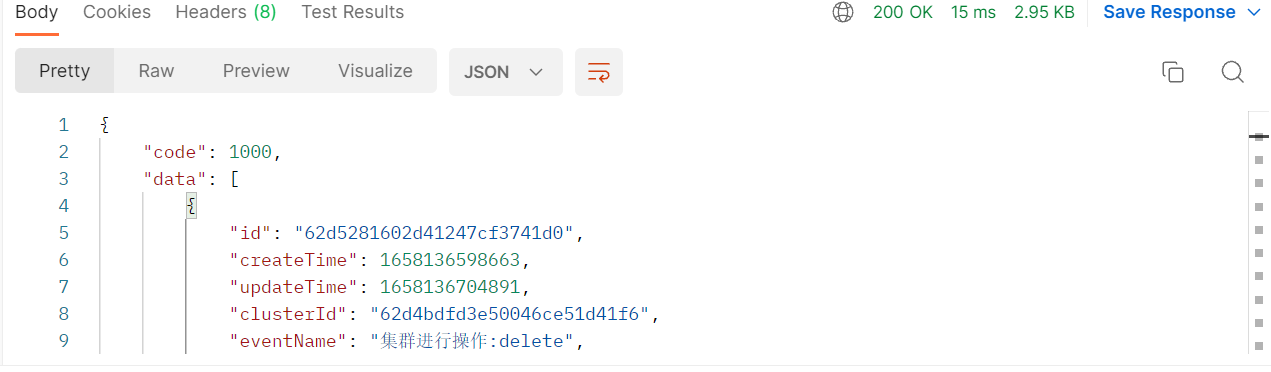 Body Cookies Headers (8) Test Results 200 OK 15 ms 2.95 KB Save Response
Pretty Raw Preview Visualize JSON
1 {
2 "code": 1000,
3 "data": [
4 {
5 "id": "62d5281602d41247cf3741d0",
6 "createTime": 1658136598663,
7 "updateTime": 1658136704891,
8 "clusterId": "62d4bdfd3e50046ce51d41f6",
9 "eventName": "集群进行操作:delete",